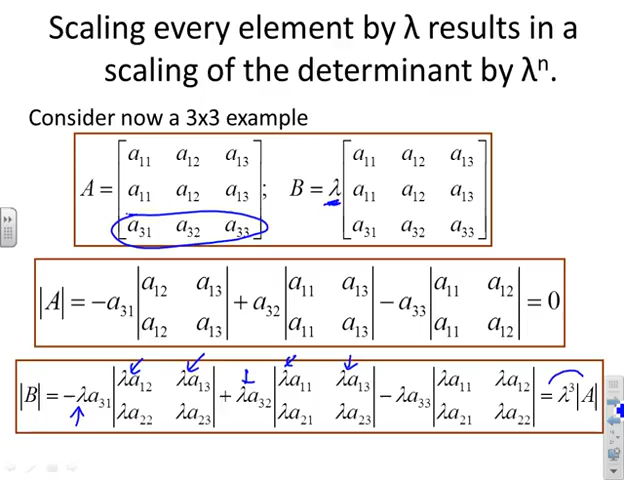 Scaling every element by λ results in a
scaling of the determinant by λⁿ.
Consider now a 3x3 example
A = [a₁₁ a₁₂ a₁₃; a₁₁ a₁₂ a₁₃; a₃₁ a₃₂ a₃₃]; B = λ[a₁₁ a₁₂ a₁₃; a₁₁ a₁₂ a₁₃; a₃₁ a₃₂ a₃₃]
|A| = −a₃₁|a₁₂ a₁₃; a₁₂ a₁₃| + a₃₂|a₁₁ a₁₃; a₁₁ a₁₃| − a₃₃|a₁₁ a₁₂; a₁₁ a₁₂| = 0
|B| = −λa₃₁|λa₁₂ λa₁₃; λa₂₂ λa₂₃| + λa₃₂|λa₁₁ λa₁₃; λa₂₁ λa₂₃| − λa₃₃|λa₁₁ λa₁₂; λa₂₁ λa₂₂| = λ³|A|